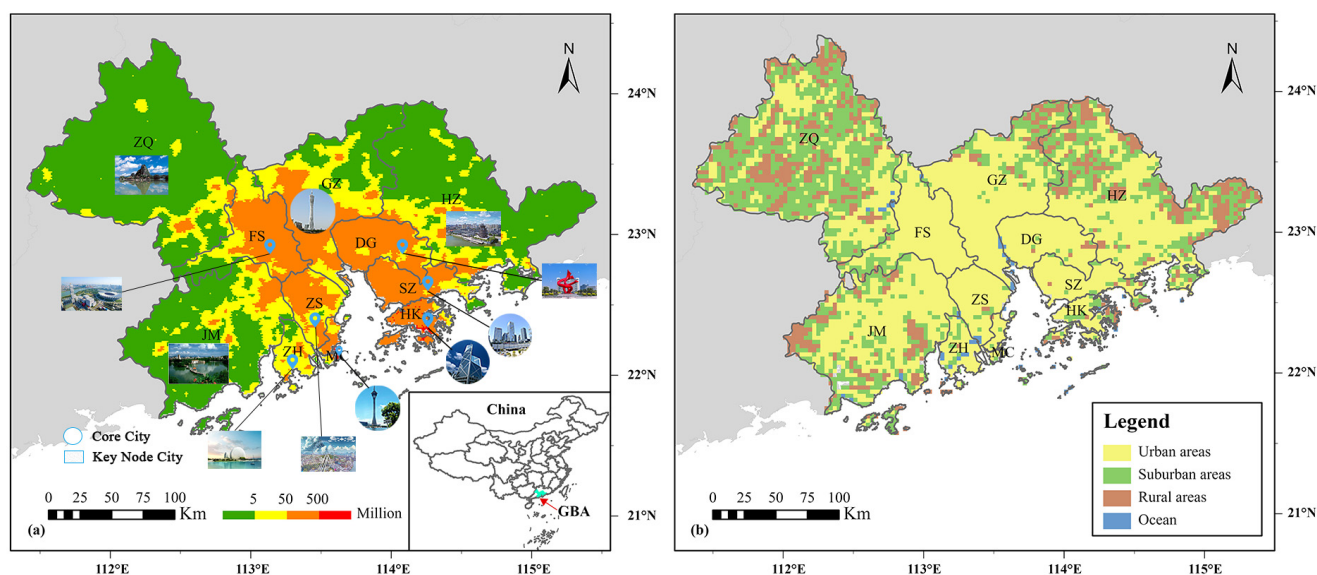 N
24°N
23°N
22°N
21°N
ZQ
GZ
HZ
FS
DG
SZ
ZS
HK
JM
ZH
MC
Core City
Key Node City
0 25 50 75 100
Km
5 50 500
Million
(a)
China
GBA
112°E 113°E 114°E 115°E
N
24°N
23°N
22°N
21°N
ZQ
GZ
HZ
FS
DG
SZ
ZS
HK
JM
ZH
MC
Legend
Urban areas
Suburban areas
Rural areas
Ocean
0 25 50 75 100
Km
(b)
112°E 113°E 114°E 115°E